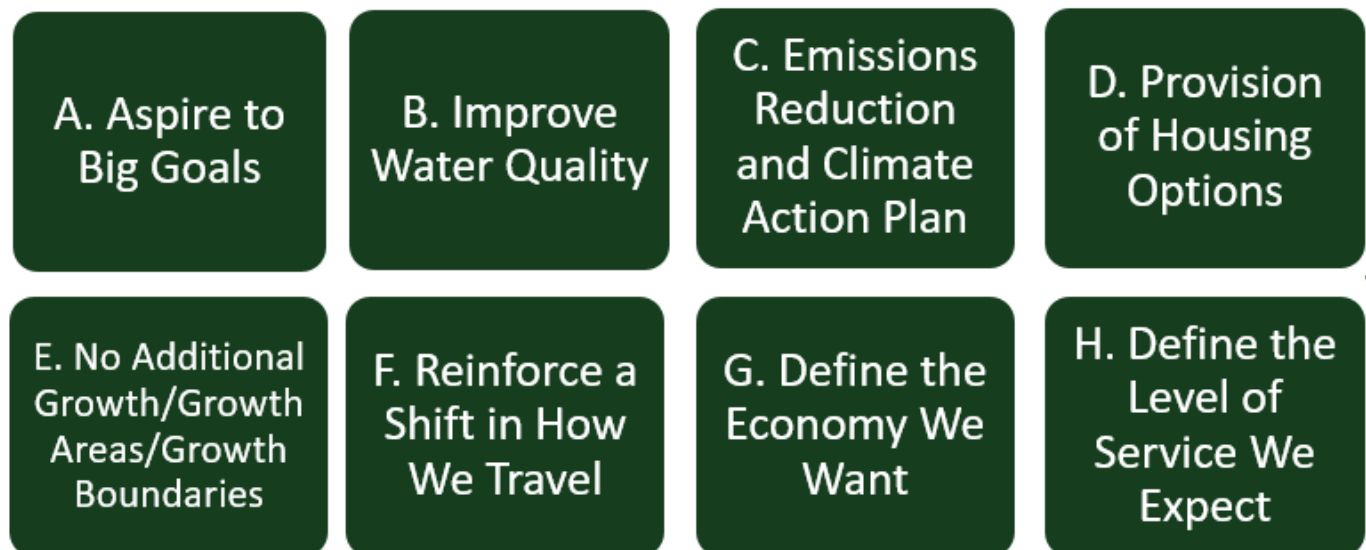 A. Aspire to
Big Goals
B. Improve
Water Quality
C. Emissions
Reduction
and Climate
Action Plan
D. Provision
of Housing
Options
E. No Additional
Growth/Growth
Areas/Growth
Boundaries
F. Reinforce a
Shift in How
We Travel
G. Define the
Economy We
Want
H. Define the
Level of
Service We
Expect